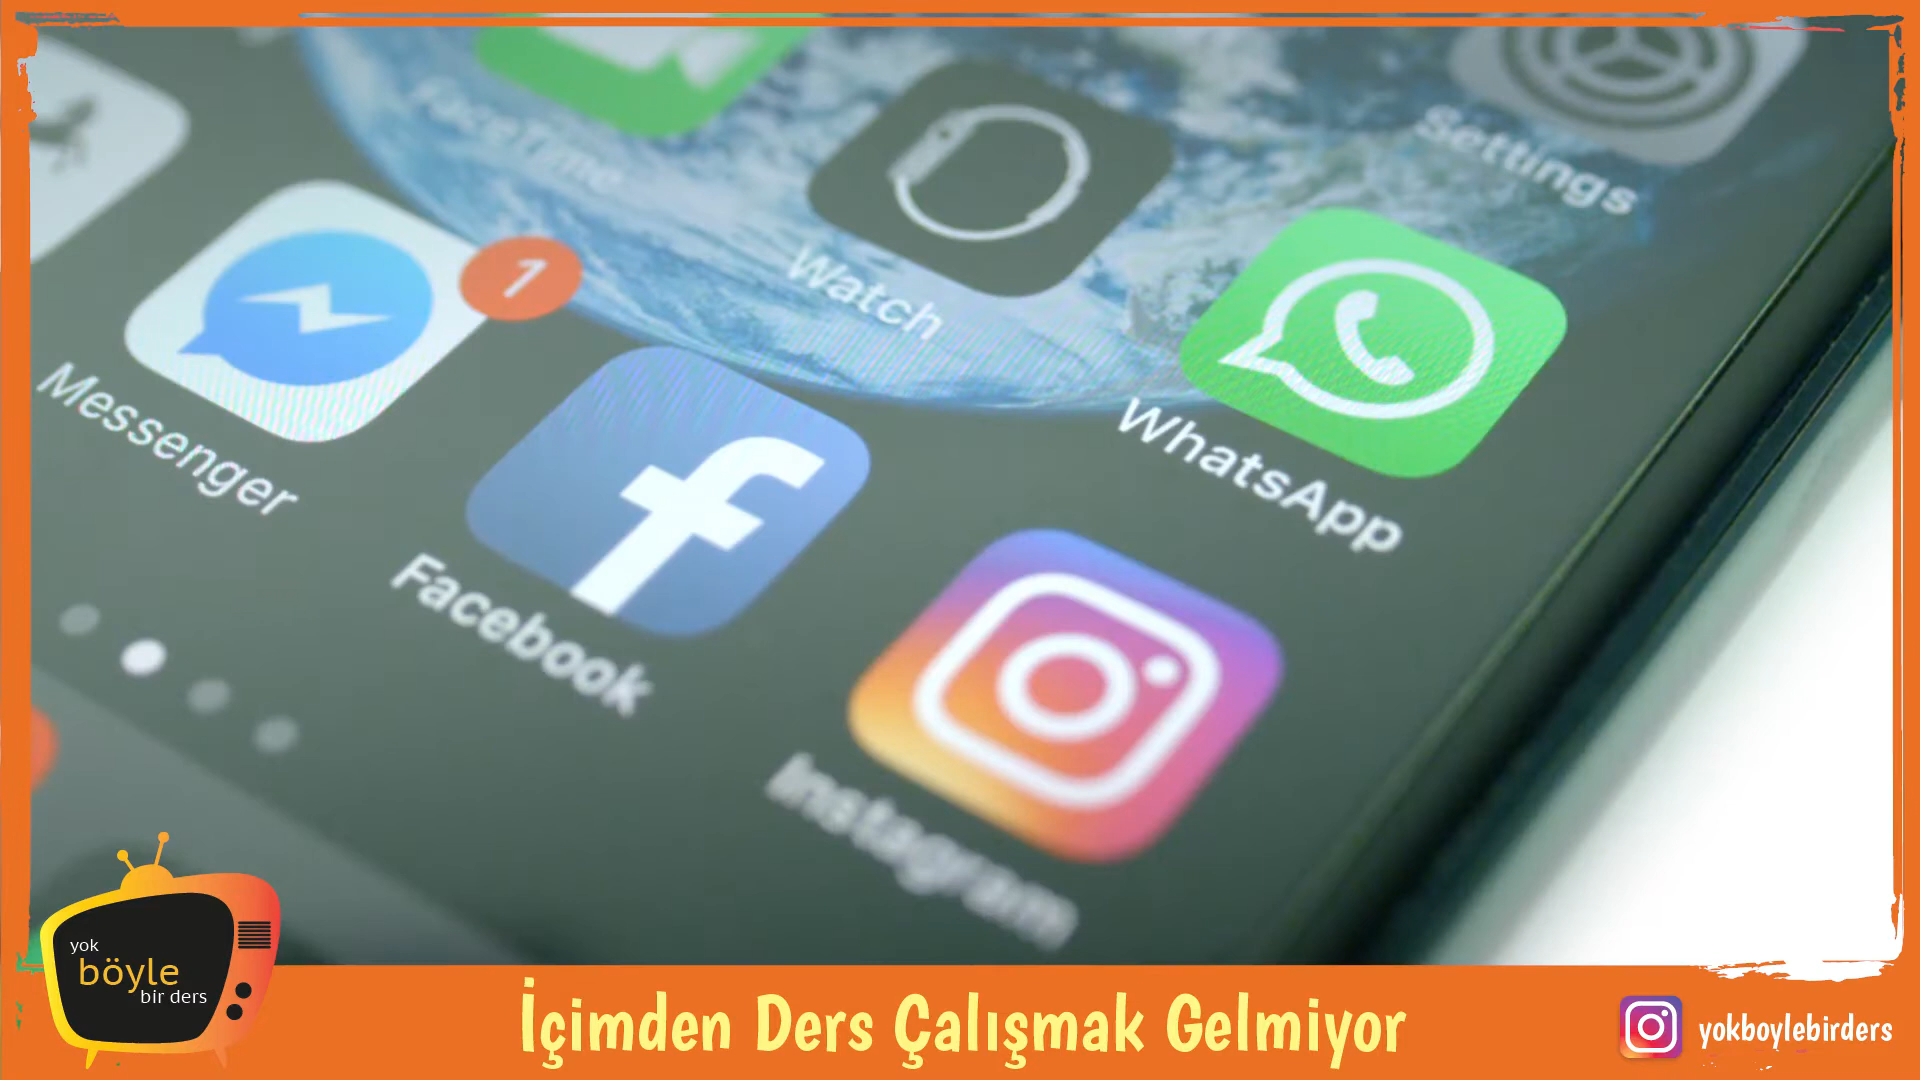 FaceTime
Settings
Watch
1
Messenger
WhatsApp
Facebook
Instagram
yok
böyle
bir ders
İçimden Ders Çalışmak Gelmiyor
yokboylebirders